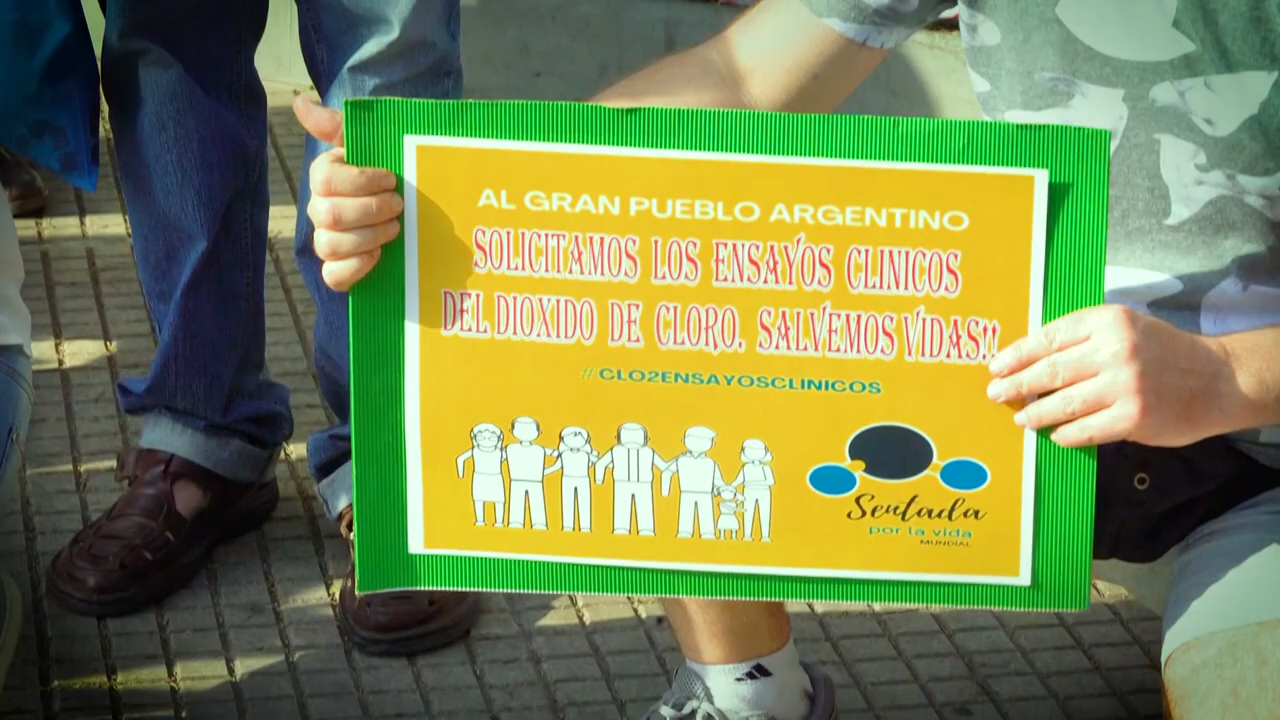 AL GRAN PUEBLO ARGENTINO
SOLICITAMOS LOS ENSAYOS CLINICOS
DEL DIOXIDO DE CLORO. SALVEMOS VIDAS!!
#CLO2ENSAYOSCLINICOS
Sentada
por la vida
MUNDIAL